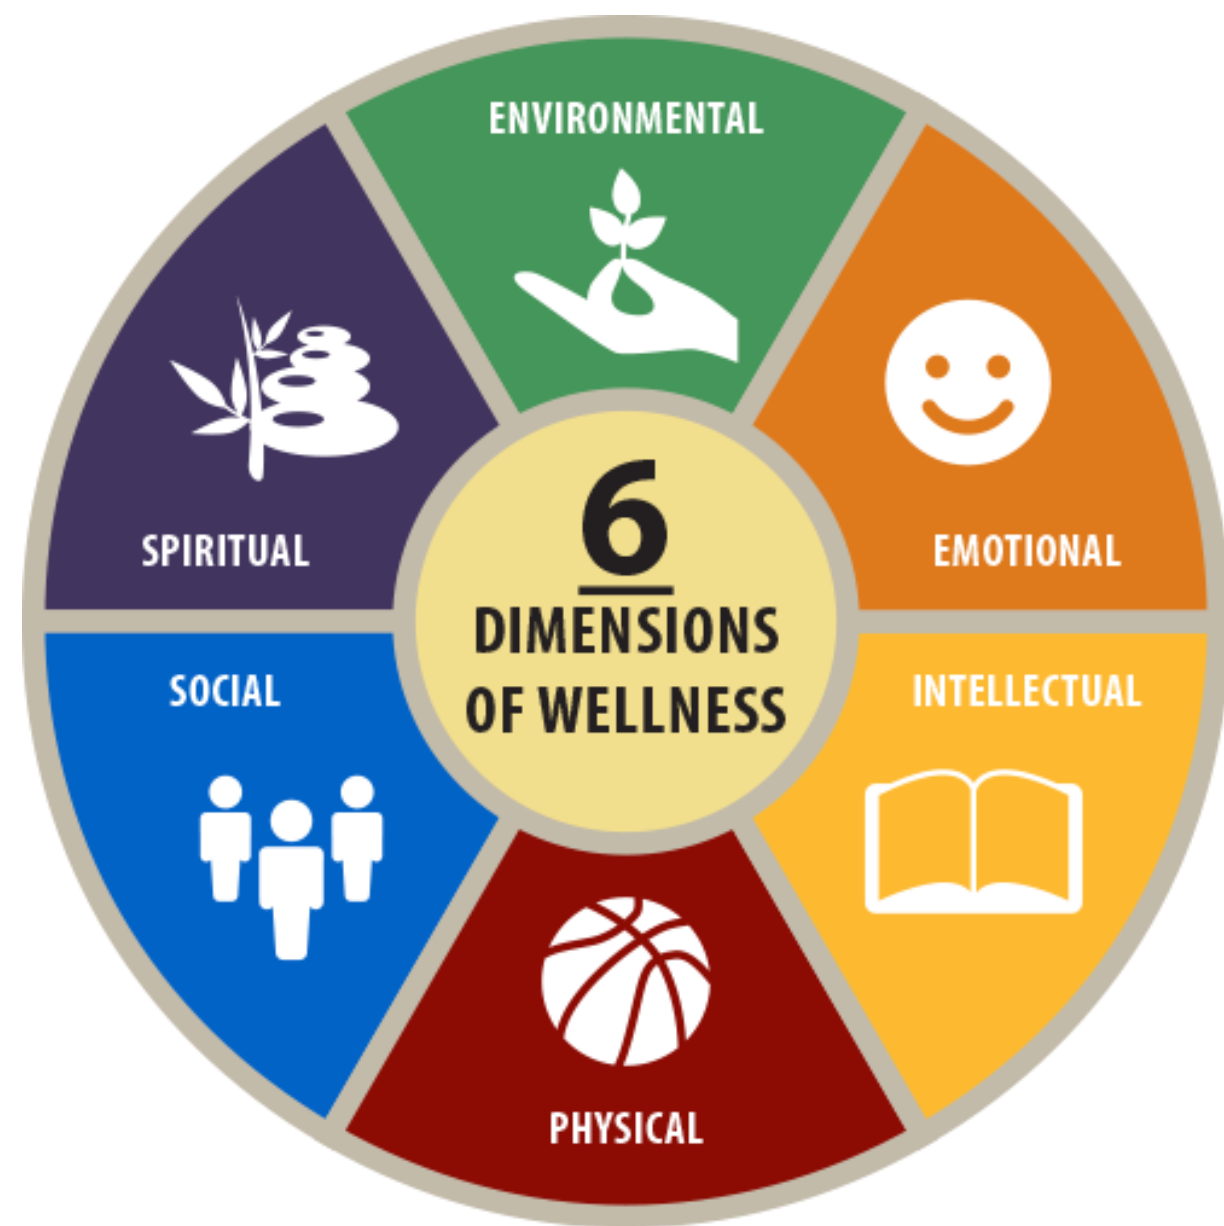 ENVIRONMENTAL
EMOTIONAL
INTELLECTUAL
PHYSICAL
SOCIAL
SPIRITUAL
6
DIMENSIONS
OF WELLNESS